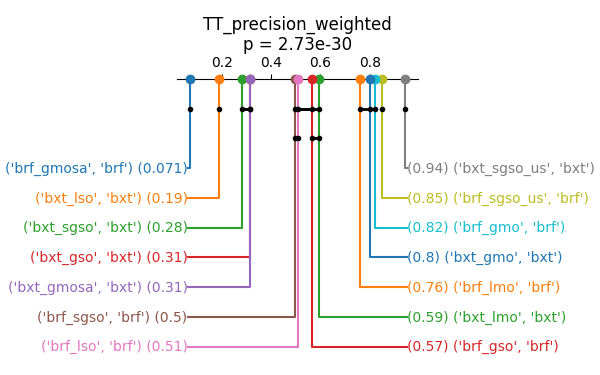 TT_precision_weighted
p = 2.73e-30
0.2 0.4 0.6 0.8
('brf_gmosa', 'brf') (0.071)
('bxt_lso', 'bxt') (0.19)
('bxt_sgso', 'bxt') (0.28)
('bxt_gso', 'bxt') (0.31)
('bxt_gmosa', 'bxt') (0.31)
('brf_sgso', 'brf') (0.5)
('brf_lso', 'brf') (0.51)
(0.94) ('bxt_sgso_us', 'bxt')
(0.85) ('brf_sgso_us', 'brf')
(0.82) ('brf_gmo', 'brf')
(0.8) ('bxt_gmo', 'bxt')
(0.76) ('brf_lmo', 'brf')
(0.59) ('bxt_lmo', 'bxt')
(0.57) ('brf_gso', 'brf')